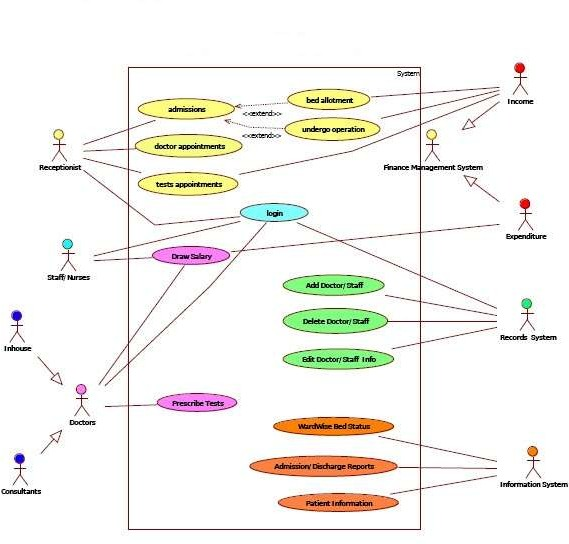 System
Income
bed allotment
admissions
<<extend>>
undergo operation
<<extend>>
doctor appointments
Receptionist
Finance Management System
tests appointments
login
Expenditure
Draw Salary
Staff/ Nurses
Add Doctor/ Staff
Delete Doctor/ Staff
Records System
Inhouse
Edit Doctor/ Staff Info
Prescribe Tests
Doctors
WardWise Bed Status
Admission/ Discharge Reports
Consultants
Information System
Patient Information